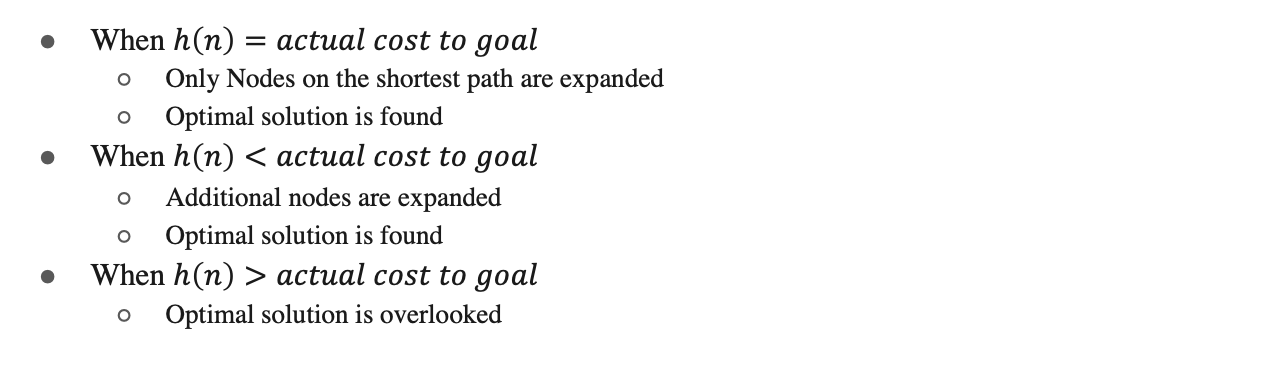 ● When h(n) = actual cost to goal
○ Only Nodes on the shortest path are expanded
○ Optimal solution is found
● When h(n) < actual cost to goal
○ Additional nodes are expanded
○ Optimal solution is found
● When h(n) > actual cost to goal
○ Optimal solution is overlooked